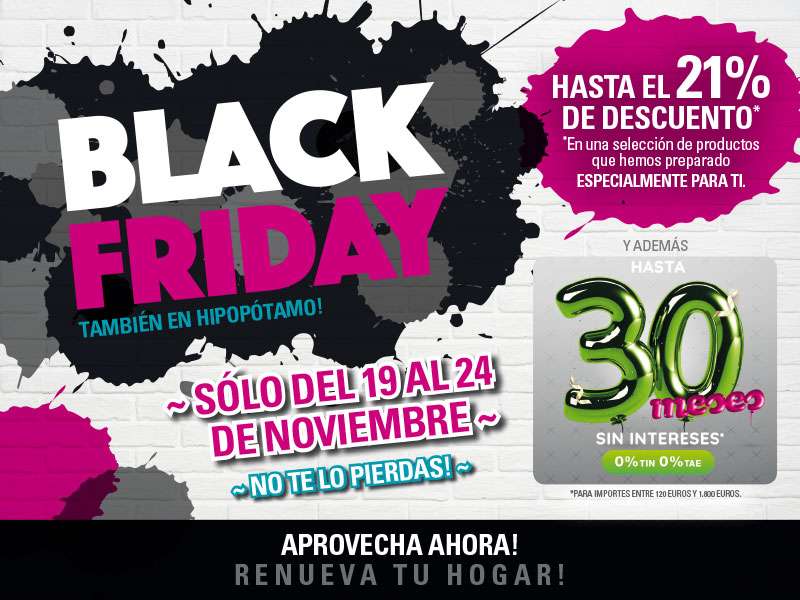 BLACK
FRIDAY
TAMBIÉN EN HIPOPÓTAMO!
~ SÓLO DEL 19 AL 24
DE NOVIEMBRE ~
~ NO TE LO PIERDAS! ~
HASTA EL 21%
DE DESCUENTO*
*En una selección de productos
que hemos preparado
ESPECIALMENTE PARA TI.
Y ADEMÁS
HASTA
30
meses
SIN INTERESES*
0% TIN 0% TAE
*PARA IMPORTES ENTRE 120 EUROS Y 1.800 EUROS.
APROVECHA AHORA!
RENUEVA TU HOGAR!